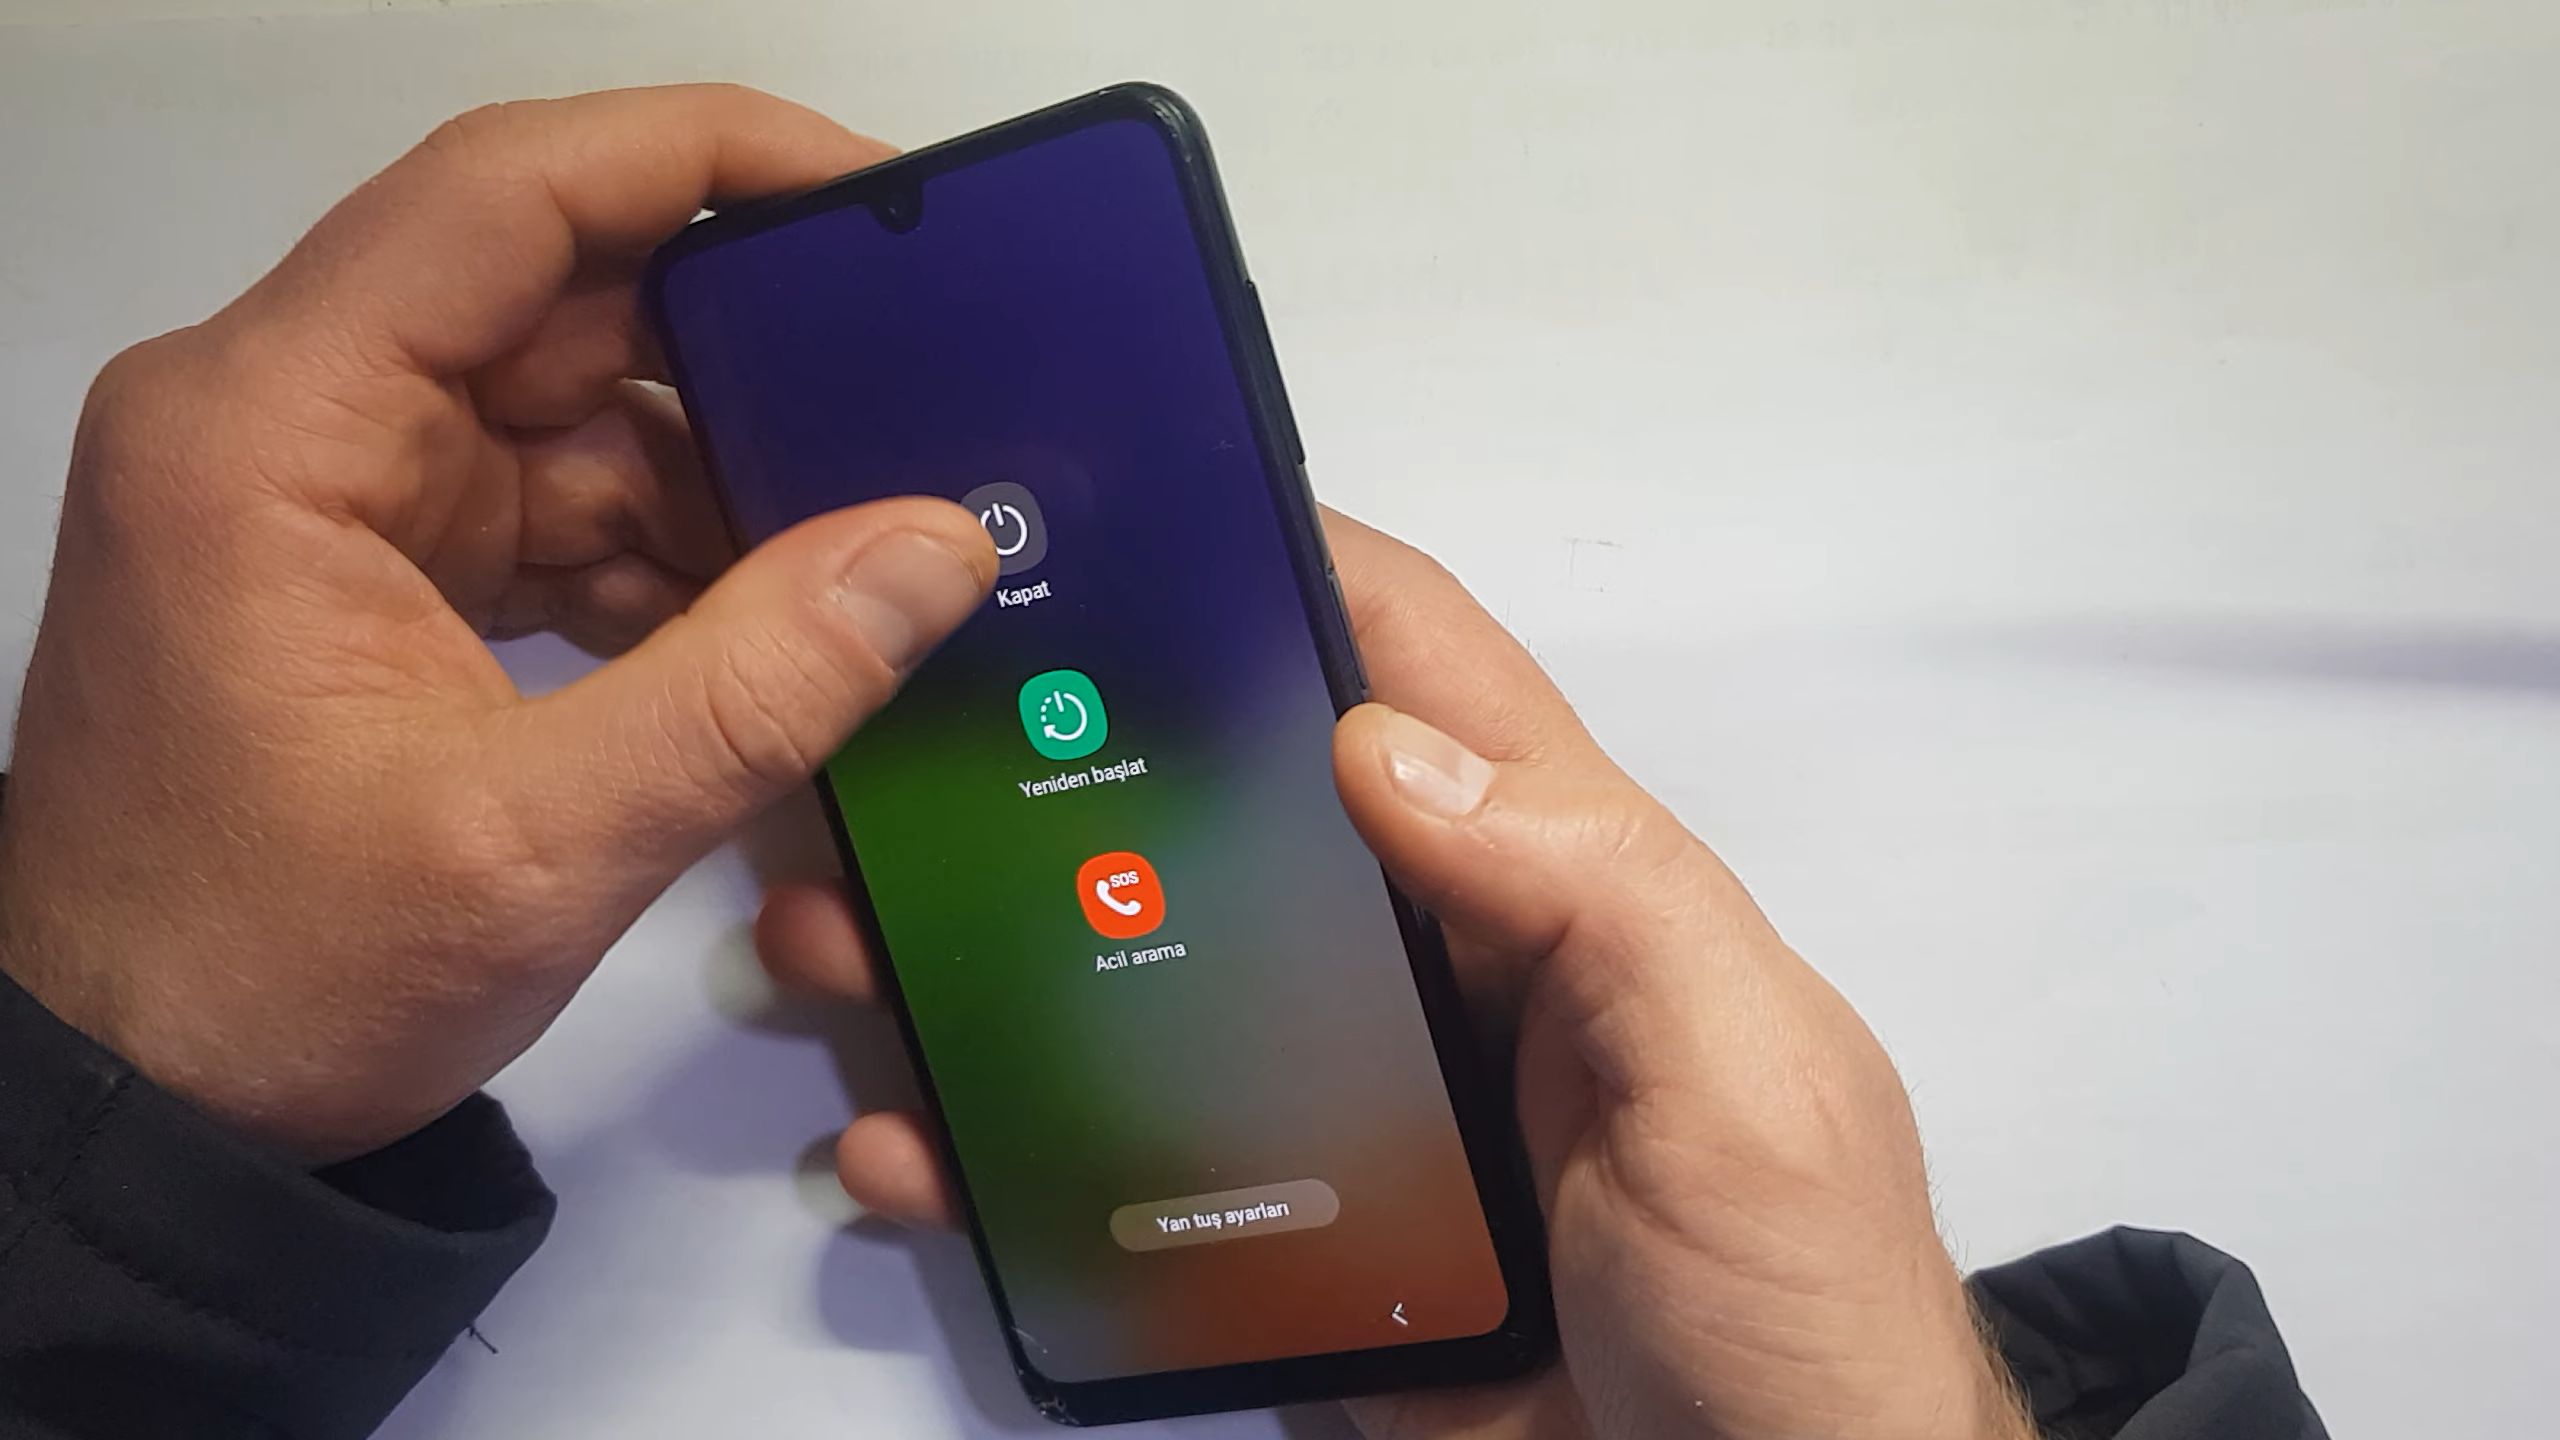 Kapat
Yeniden başlat
SOS
Acil arama
Yan tuş ayarları